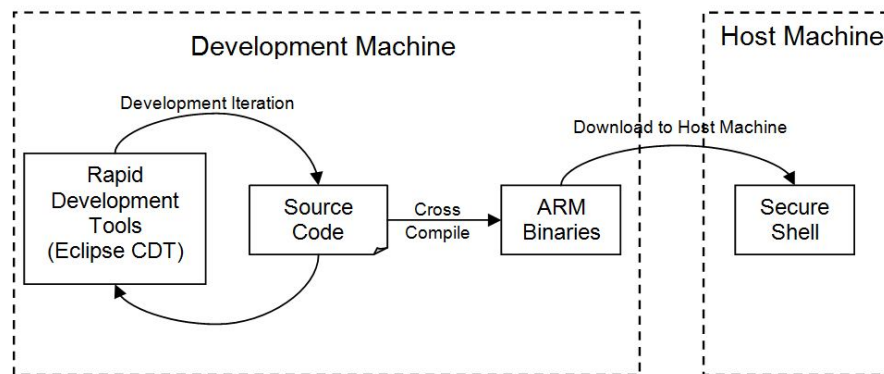 Development Machine
Host Machine
Development Iteration
Download to Host Machine
Rapid
Development
Tools
(Eclipse CDT)
Source
Code
Cross
Compile
ARM
Binaries
Secure
Shell